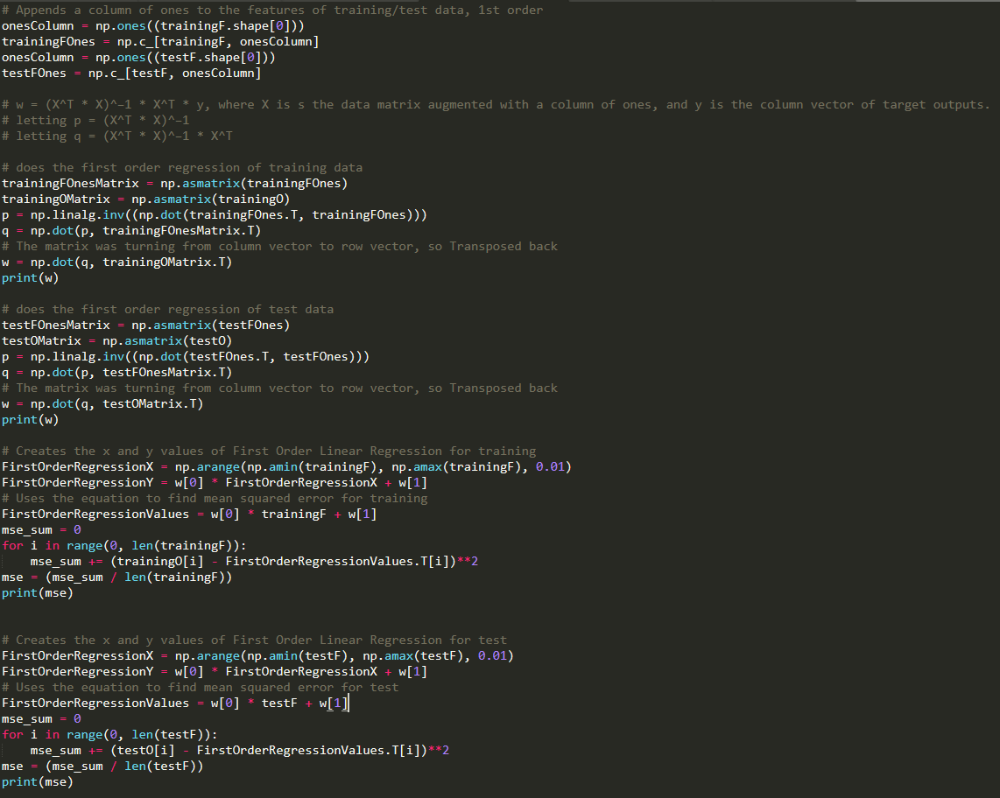 # Appends a column of ones to the features of training/test data, 1st order
onesColumn = np.ones((trainingF.shape[0]))
trainingFOnes = np.c_[trainingF, onesColumn]
onesColumn = np.ones((testF.shape[0]))
testFOnes = np.c_[testF, onesColumn]
# w = (X^T * X)^−1 * X^T * y, where X is s the data matrix augmented with a column of ones, and y is the column vector of target outputs.
# letting p = (X^T * X)^−1
# letting q = (X^T * X)^−1 * X^T
# does the first order regression of training data
trainingFOnesMatrix = np.asmatrix(trainingFOnes)
trainingOMatrix = np.asmatrix(trainingO)
p = np.linalg.inv((np.dot(trainingFOnes.T, trainingFOnes)))
q = np.dot(p, trainingFOnesMatrix.T)
# The matrix was turning from column vector to row vector, so Transposed back
w = np.dot(q, trainingOMatrix.T)
print(w)
# does the first order regression of test data
testFOnesMatrix = np.asmatrix(testFOnes)
testOMatrix = np.asmatrix(testO)
p = np.linalg.inv((np.dot(testFOnes.T, testFOnes)))
q = np.dot(p, testFOnesMatrix.T)
# The matrix was turning from column vector to row vector, so Transposed back
w = np.dot(q, testOMatrix.T)
print(w)
# Creates the x and y values of First Order Linear Regression for training
FirstOrderRegressionX = np.arange(np.amin(trainingF), np.amax(trainingF), 0.01)
FirstOrderRegressionY = w[0] * FirstOrderRegressionX + w[1]
# Uses the equation to find mean squared error for training
FirstOrderRegressionValues = w[0] * trainingF + w[1]
mse_sum = 0
for i in range(0, len(trainingF)):
    mse_sum += (trainingO[i] - FirstOrderRegressionValues.T[i])**2
mse = (mse_sum / len(trainingF))
print(mse)
# Creates the x and y values of First Order Linear Regression for test
FirstOrderRegressionX = np.arange(np.amin(testF), np.amax(testF), 0.01)
FirstOrderRegressionY = w[0] * FirstOrderRegressionX + w[1]
# Uses the equation to find mean squared error for test
FirstOrderRegressionValues = w[0] * testF + w[1]
mse_sum = 0
for i in range(0, len(testF)):
    mse_sum += (testO[i] - FirstOrderRegressionValues.T[i])**2
mse = (mse_sum / len(testF))
print(mse)